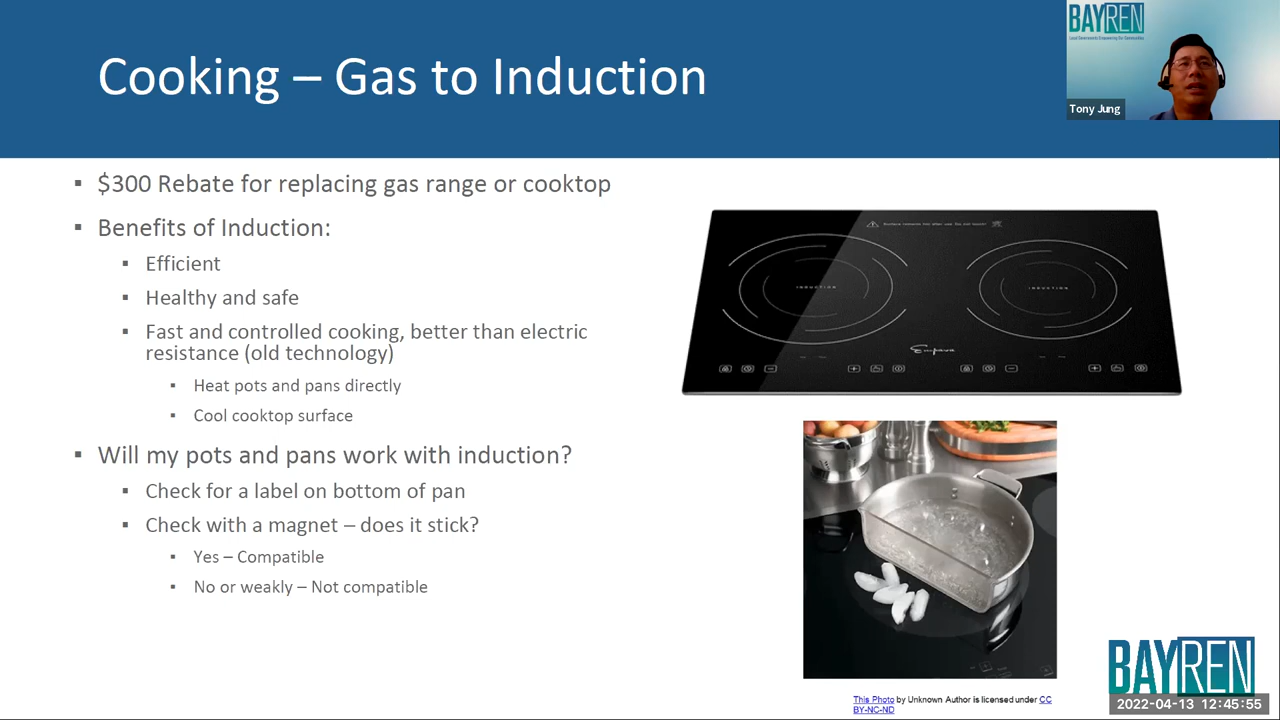 Cooking – Gas to Induction
BAYREN
Tony Jung
▪ $300 Rebate for replacing gas range or cooktop
▪ Benefits of Induction:
▪ Efficient
▪ Healthy and safe
▪ Fast and controlled cooking, better than electric
resistance (old technology)
▪ Heat pots and pans directly
▪ Cool cooktop surface
▪ Will my pots and pans work with induction?
▪ Check for a label on bottom of pan
▪ Check with a magnet – does it stick?
▪ Yes – Compatible
▪ No or weakly – Not compatible
INDUCTION
INDUCTION
Empava
This Photo by Unknown Author is licensed under CC
BY-NC-ND
BAYREN
2022-04-13 12:45:55